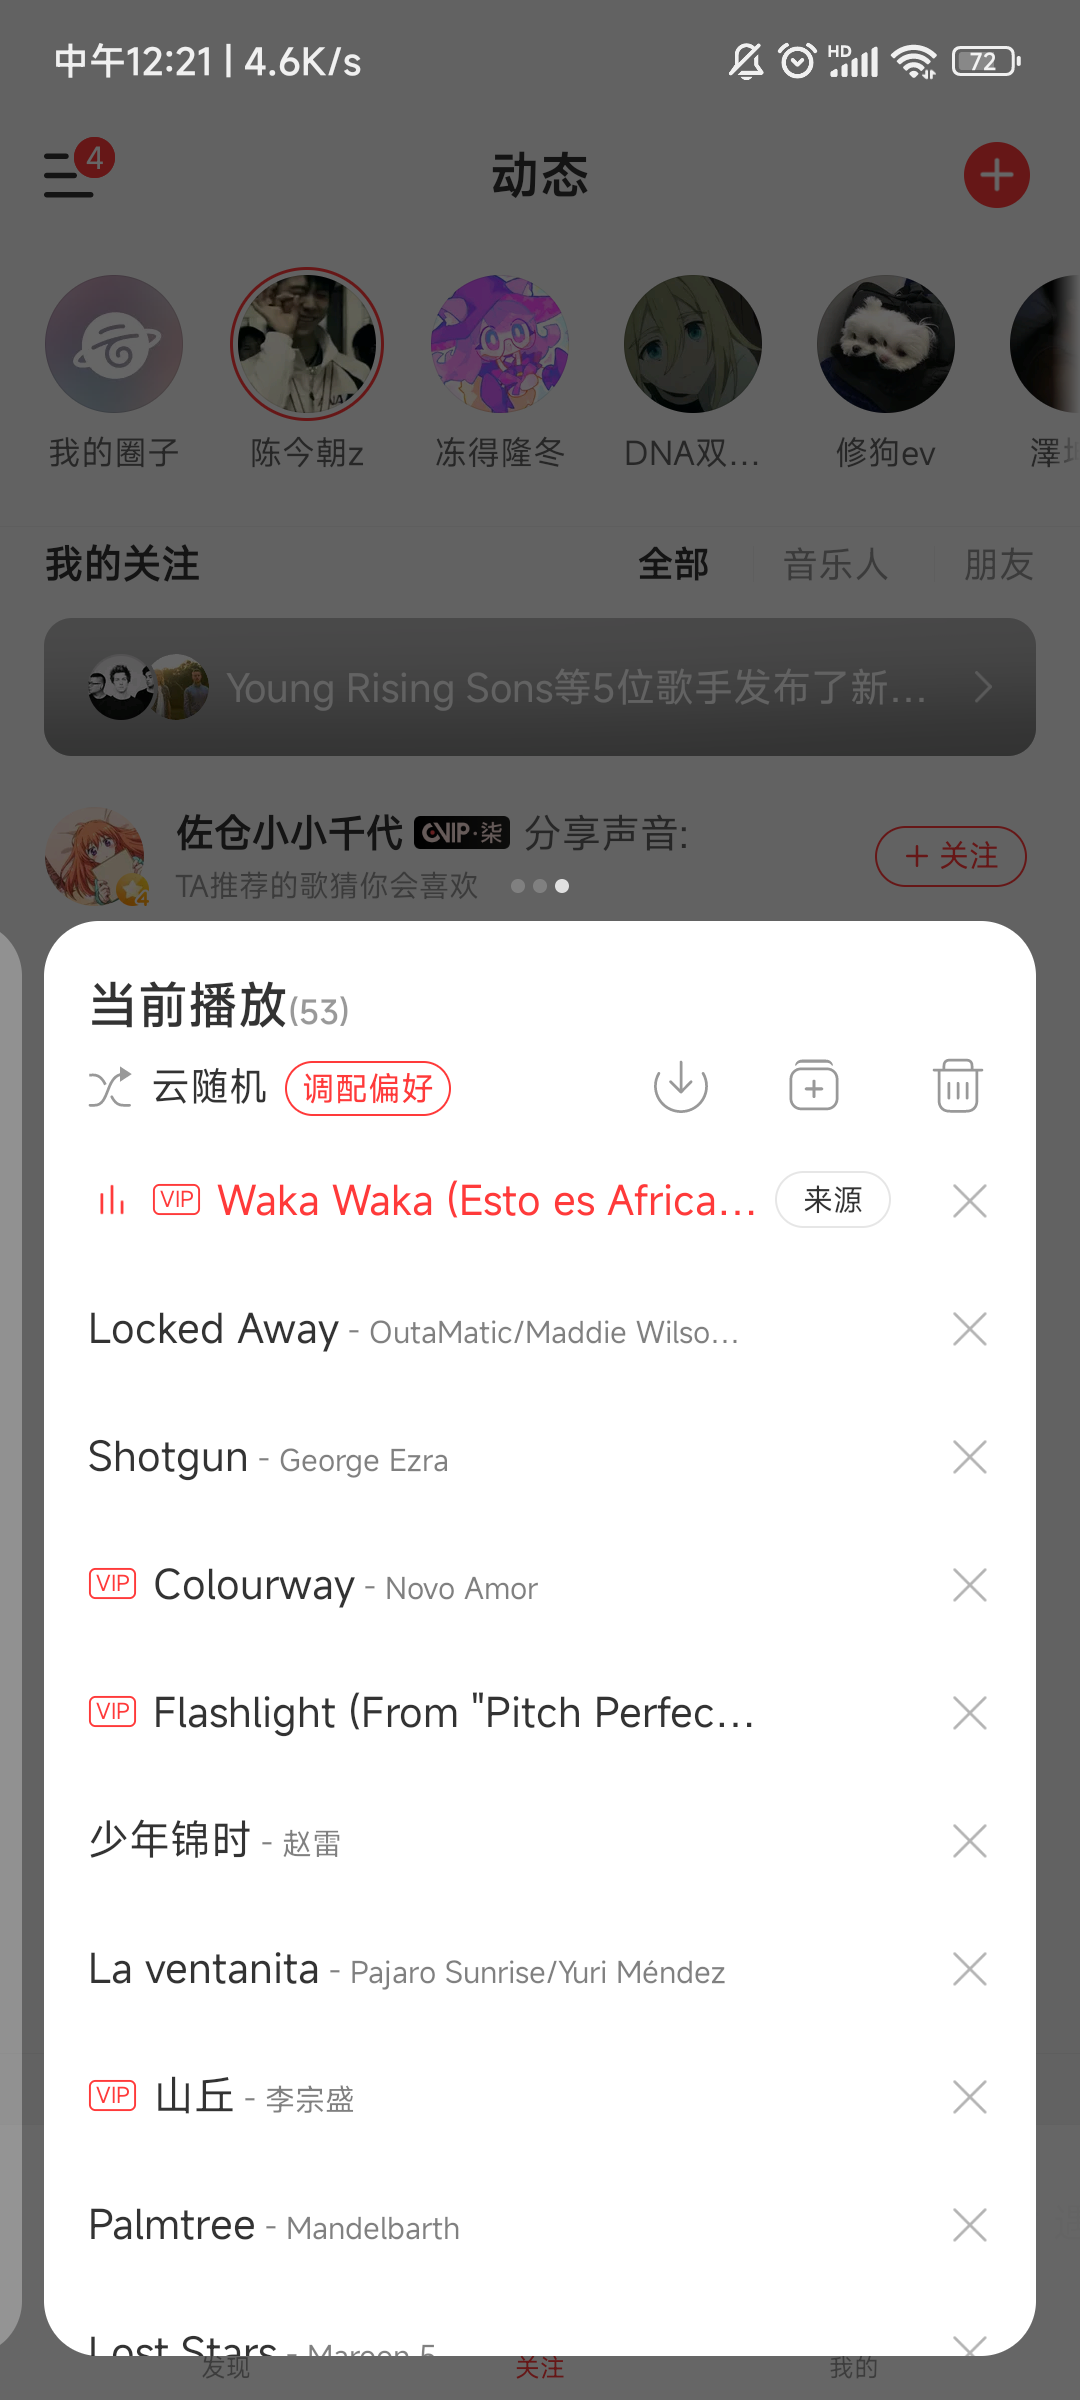 中午12:21 | 4.6K/s
HD
72
4
动态
我的圈子
陈今朝z
冻得隆冬
DNA双...
修狗ev
澤
我的关注
全部
音乐人
朋友
Young Rising Sons等5位歌手发布了新...
佐仓小小千代 VIP·柒 分享声音:
TA推荐的歌猜你会喜欢
4
+ 关注
当前播放(53)
云随机
调配偏好
VIP Waka Waka (Esto es Africa... 来源
Locked Away - OutaMatic/Maddie Wilso...
Shotgun - George Ezra
VIP Colourway - Novo Amor
VIP Flashlight (From "Pitch Perfec...
少年锦时 - 赵雷
La ventanita - Pajaro Sunrise/Yuri Méndez
VIP 山丘 - 李宗盛
Palmtree - Mandelbarth
Lost Stars - Maroon 5
发现
关注
我的